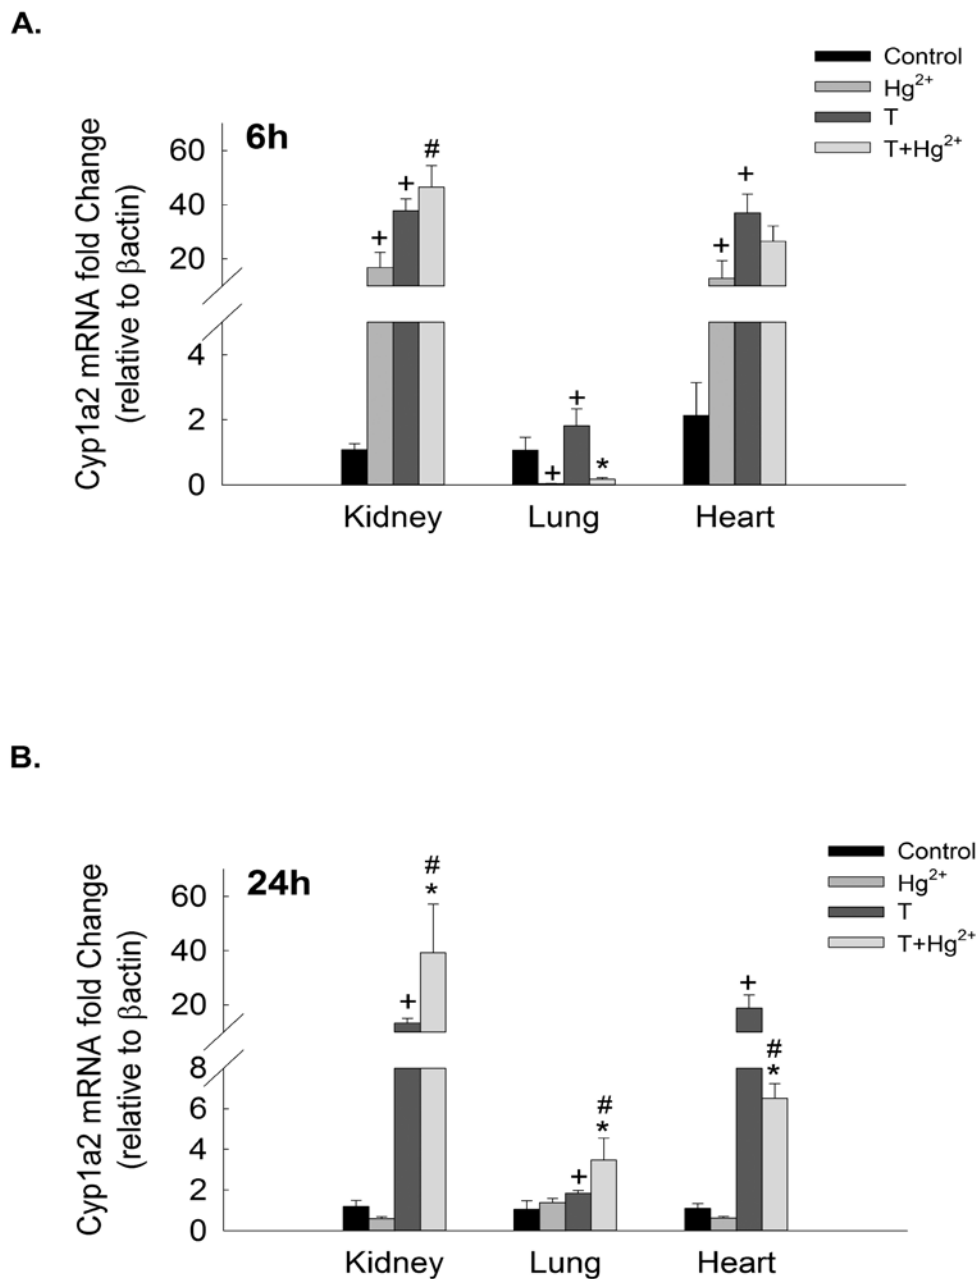 A.
Control
Hg²⁺
T
T+Hg²⁺
6h
Cyp1a2 mRNA fold Change
(relative to βactin)
60
40
20
4
2
0
+
+
#
+
+
*
+
+
Kidney
Lung
Heart
B.
Control
Hg²⁺
T
T+Hg²⁺
24h
Cyp1a2 mRNA fold Change
(relative to βactin)
60
40
20
8
6
4
2
0
+
#
*
+
#
*
+
#
*
Kidney
Lung
Heart